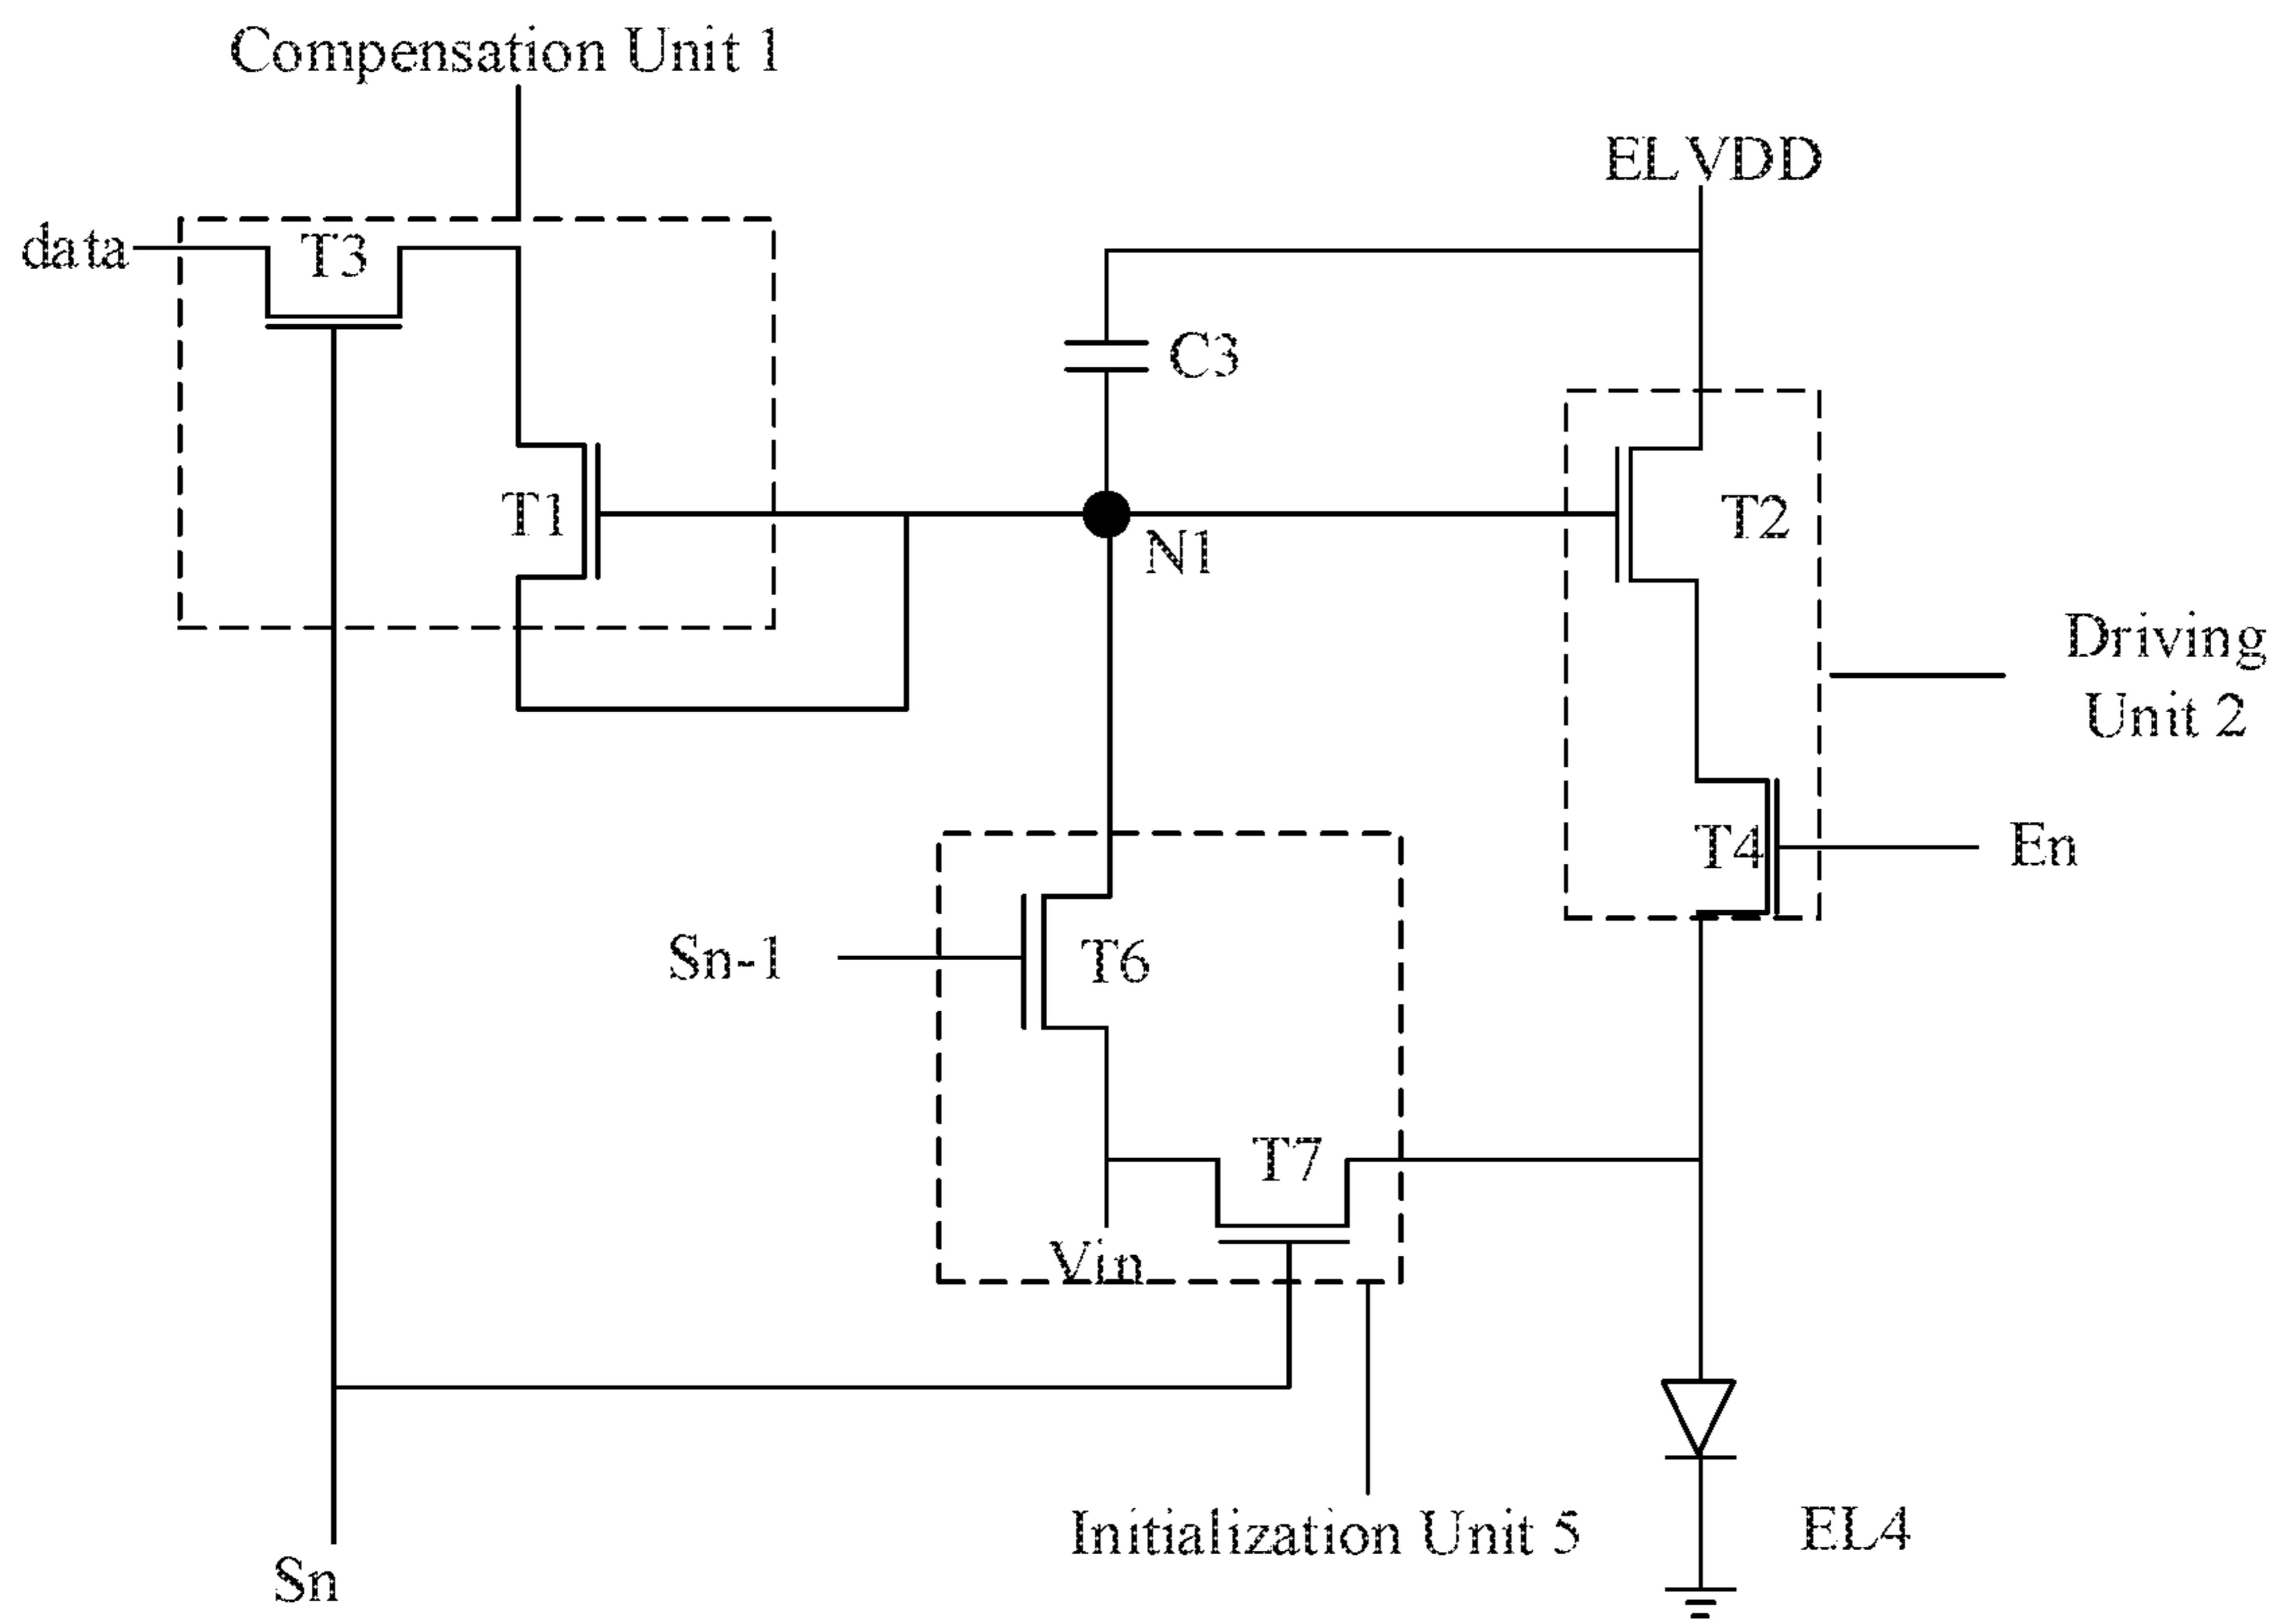 Compensation Unit 1
ELVDD
data
T3
C3
T1
N1
T2
Driving
Unit 2
T4
En
Sn-1
T6
T7
Vin
Initialization Unit 5
EL4
Sn